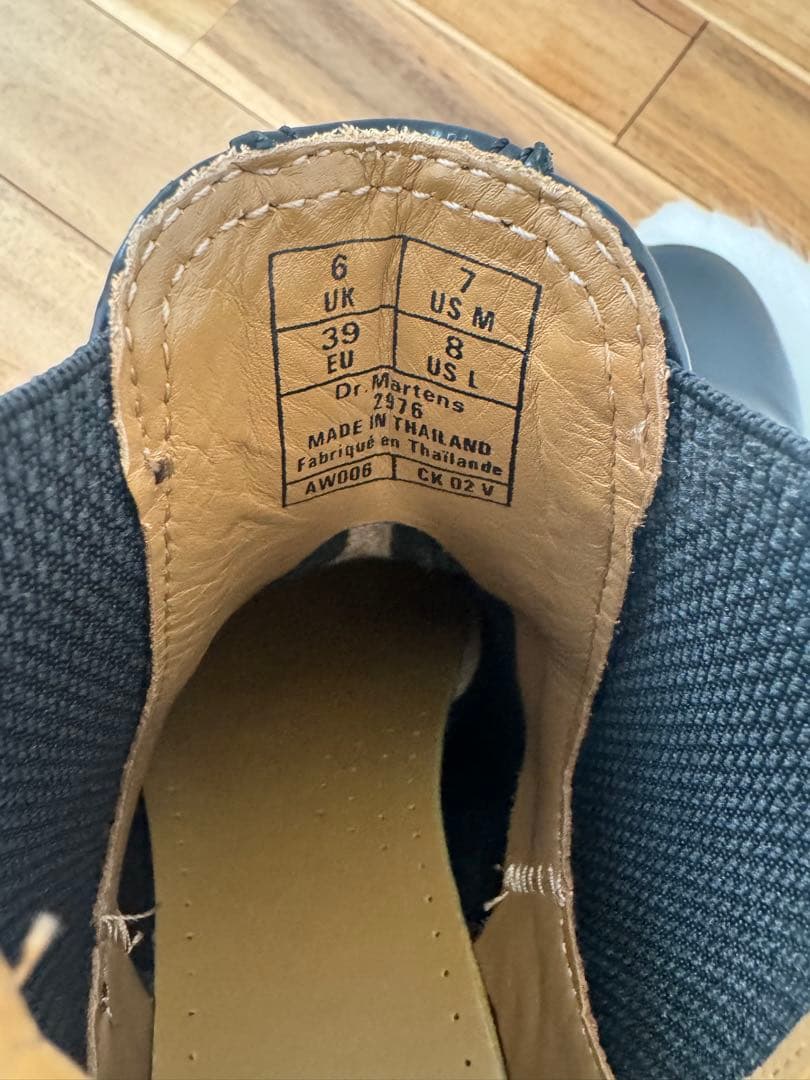 6 UK
7 US M
39 EU
8 US L
Dr. Martens
2976
MADE IN THAILAND
Fabriqué en Thaïlande
AW006 CK 02 V